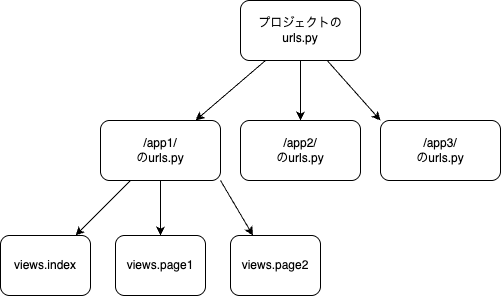 プロジェクトの
urls.py
/app1/
のurls.py
/app2/
のurls.py
/app3/
のurls.py
views.index
views.page1
views.page2